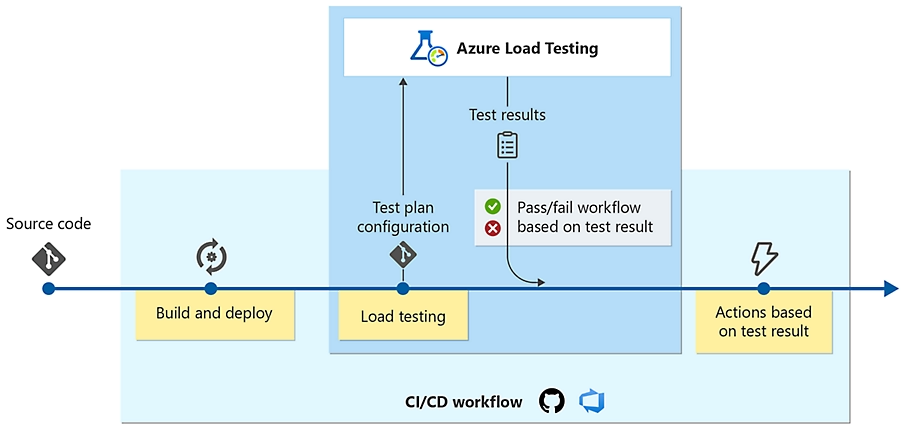 Azure Load Testing
Test results
Test plan
configuration
Pass/fail workflow
based on test result
Source code
Build and deploy
Load testing
Actions based
on test result
CI/CD workflow